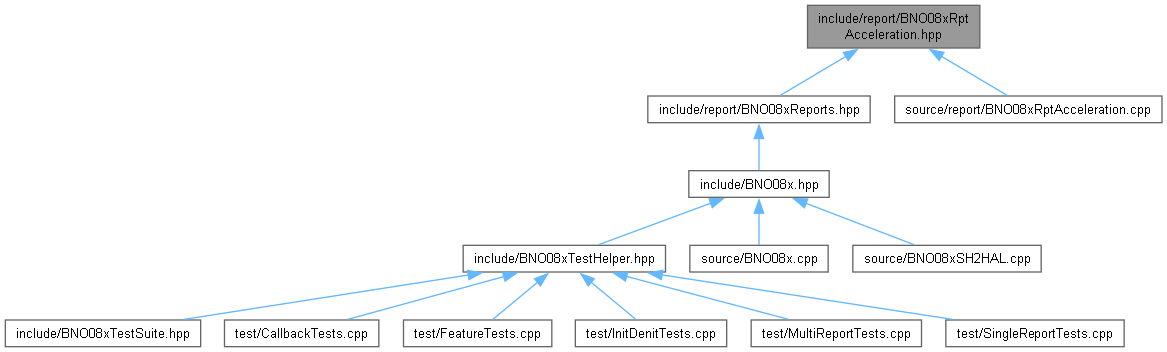 include/report/BNO08xRpt
Acceleration.hpp
include/report/BNO08xReports.hpp
source/report/BNO08xRptAcceleration.cpp
include/BNO08x.hpp
include/BNO08xTestHelper.hpp
source/BNO08x.cpp
source/BNO08xSH2HAL.cpp
include/BNO08xTestSuite.hpp
test/CallbackTests.cpp
test/FeatureTests.cpp
test/InitDenitTests.cpp
test/MultiReportTests.cpp
test/SingleReportTests.cpp